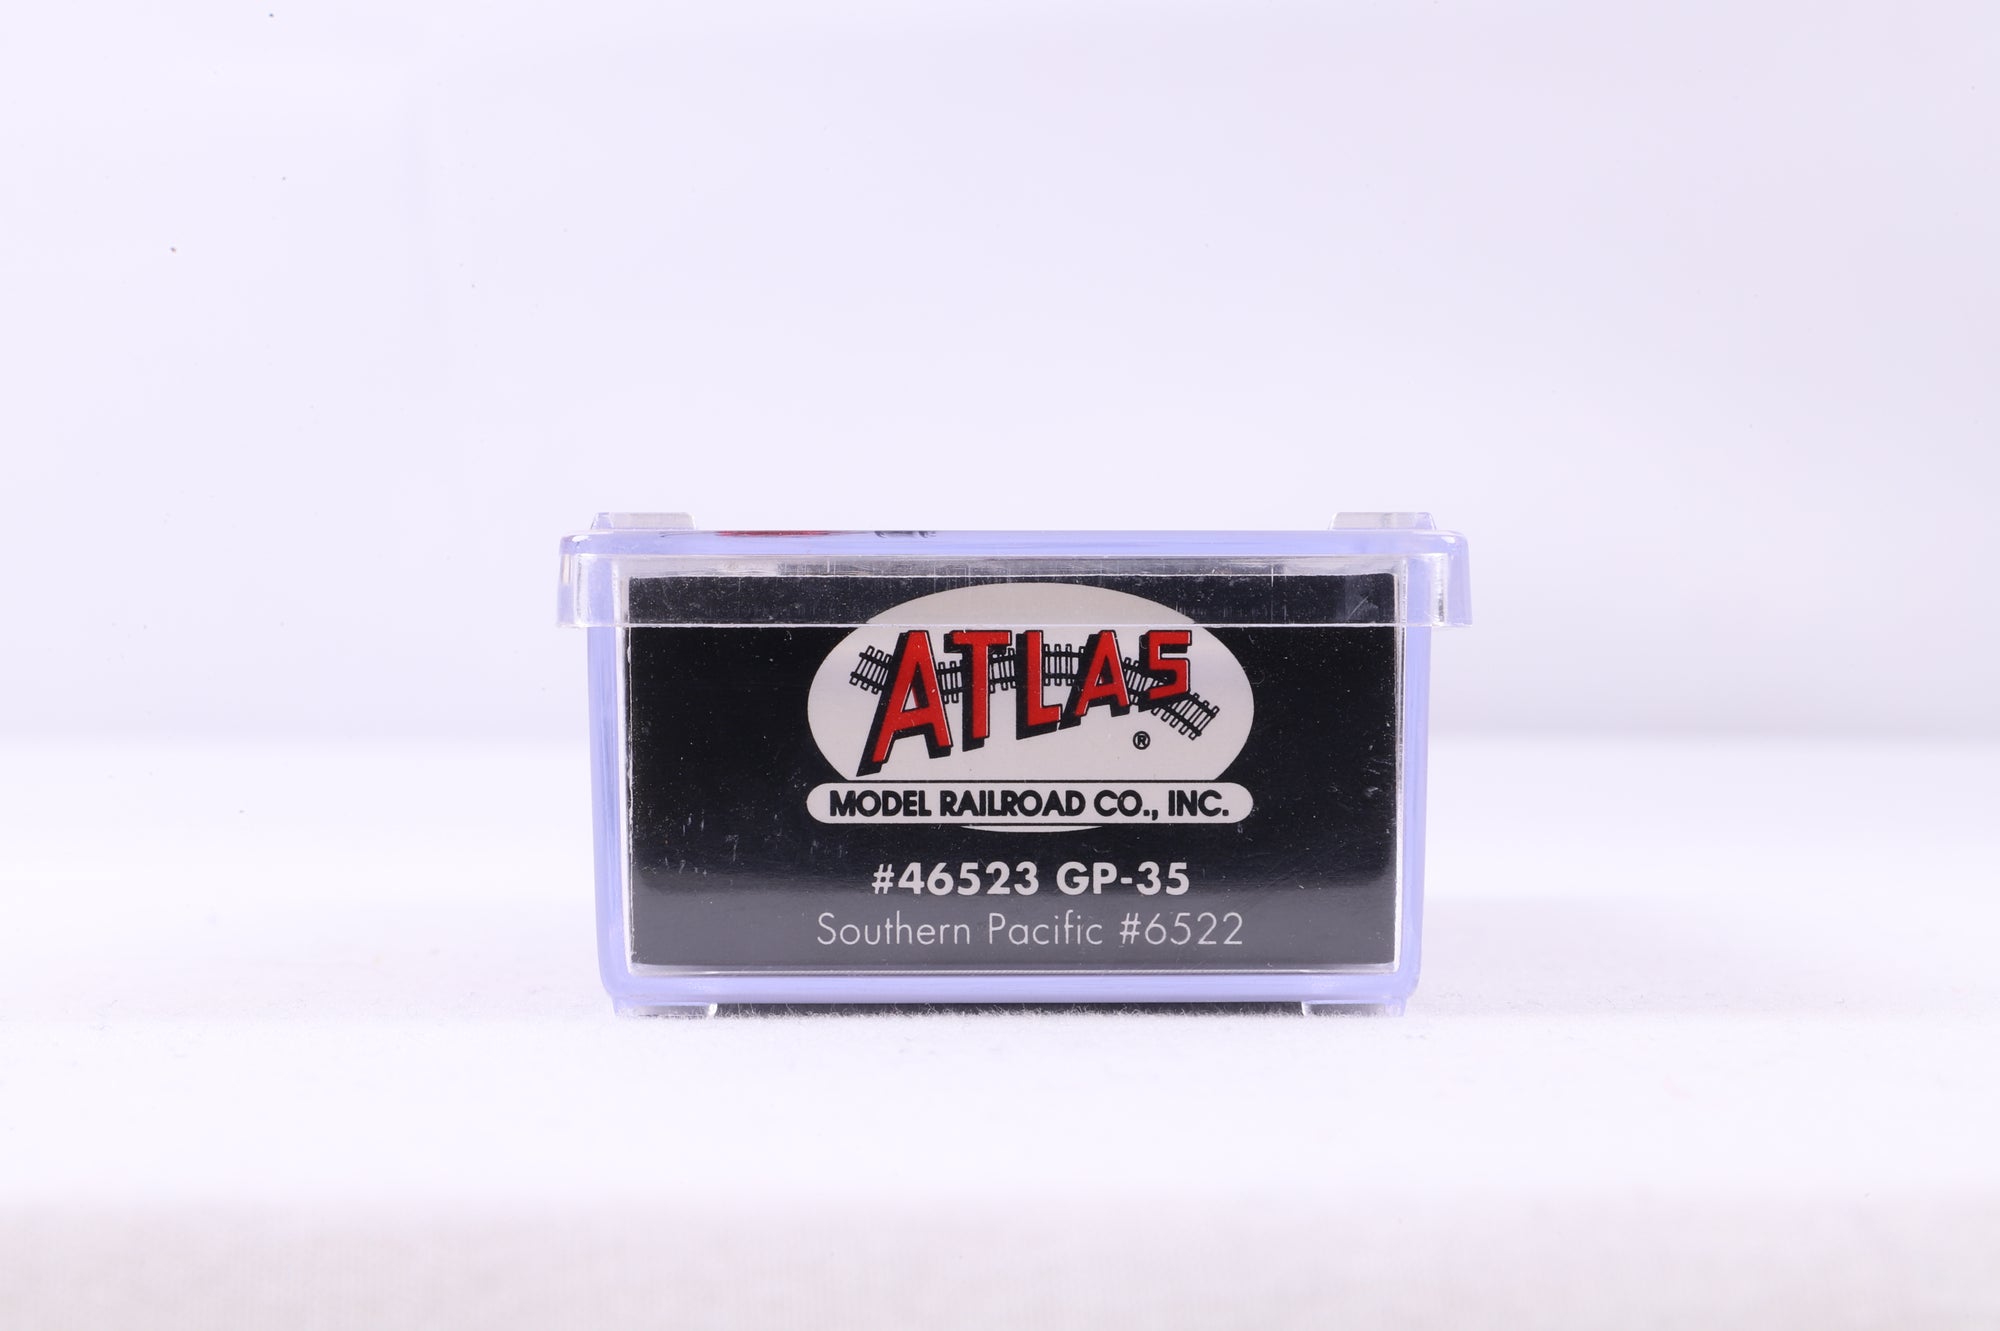 ATLAS
®
MODEL RAILROAD CO., INC.
#46523 GP-35
Southern Pacific #6522